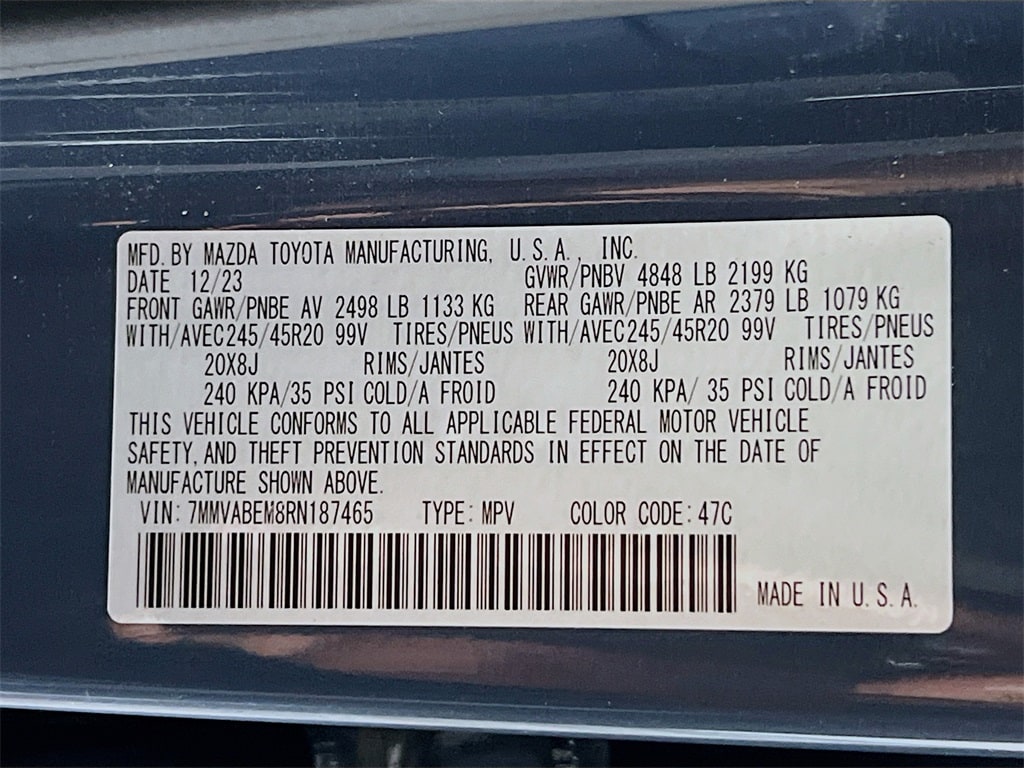 MFD. BY MAZDA TOYOTA MANUFACTURING, U.S.A., INC.
DATE 12/23 GVWR/PNBV 4848 LB 2199 KG
FRONT GAWR/PNBE AV 2498 LB 1133 KG REAR GAWR/PNBE AR 2379 LB 1079 KG
WITH/AVEC245/45R20 99V TIRES/PNEUS WITH/AVEC245/45R20 99V TIRES/PNEUS
20X8J RIMS/JANTES 20X8J RIMS/JANTES
240 KPA/35 PSI COLD/A FROID 240 KPA/ 35 PSI COLD/A FROID
THIS VEHICLE CONFORMS TO ALL APPLICABLE FEDERAL MOTOR VEHICLE
SAFETY, AND THEFT PREVENTION STANDARDS IN EFFECT ON THE DATE OF
MANUFACTURE SHOWN ABOVE.
VIN: 7MMVABEM8RN187465 TYPE: MPV COLOR CODE: 47C
MADE IN U.S.A.